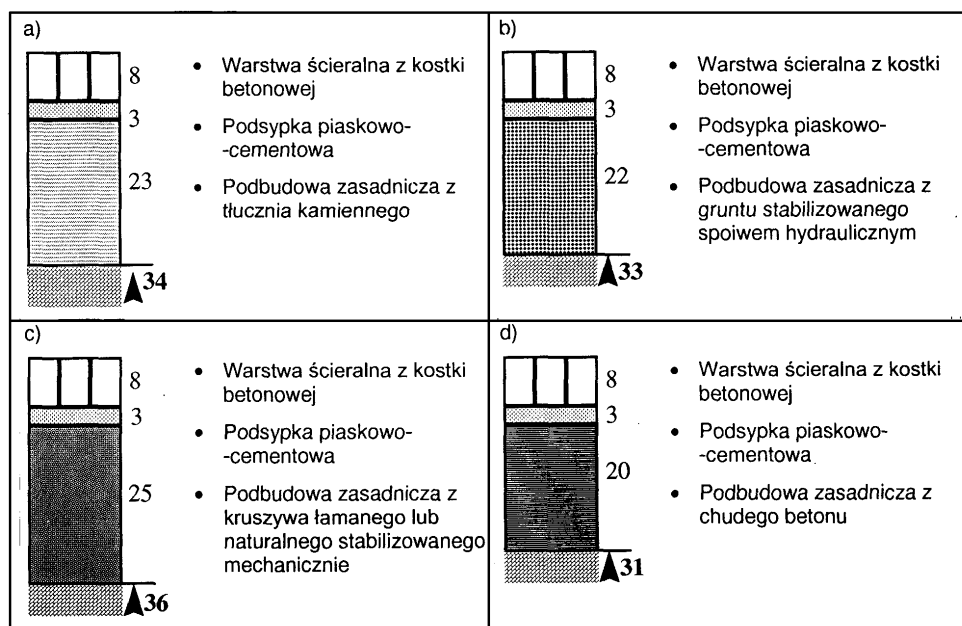 a)
8
3
23
34
• Warstwa ścieralna z kostki
betonowej
• Podsypka piaskowo-
-cementowa
• Podbudowa zasadnicza z
tłucznia kamiennego
b)
8
3
22
33
• Warstwa ścieralna z kostki
betonowej
• Podsypka piaskowo-
-cementowa
• Podbudowa zasadnicza z
gruntu stabilizowanego
spoiwem hydraulicznym
c)
8
3
25
36
• Warstwa ścieralna z kostki
betonowej
• Podsypka piaskowo-
-cementowa
• Podbudowa zasadnicza z
kruszywa łamanego lub
naturalnego stabilizowanego
mechanicznie
d)
8
3
20
31
• Warstwa ścieralna z kostki
betonowej
• Podsypka piaskowo-
-cementowa
• Podbudowa zasadnicza z
chudego betonu